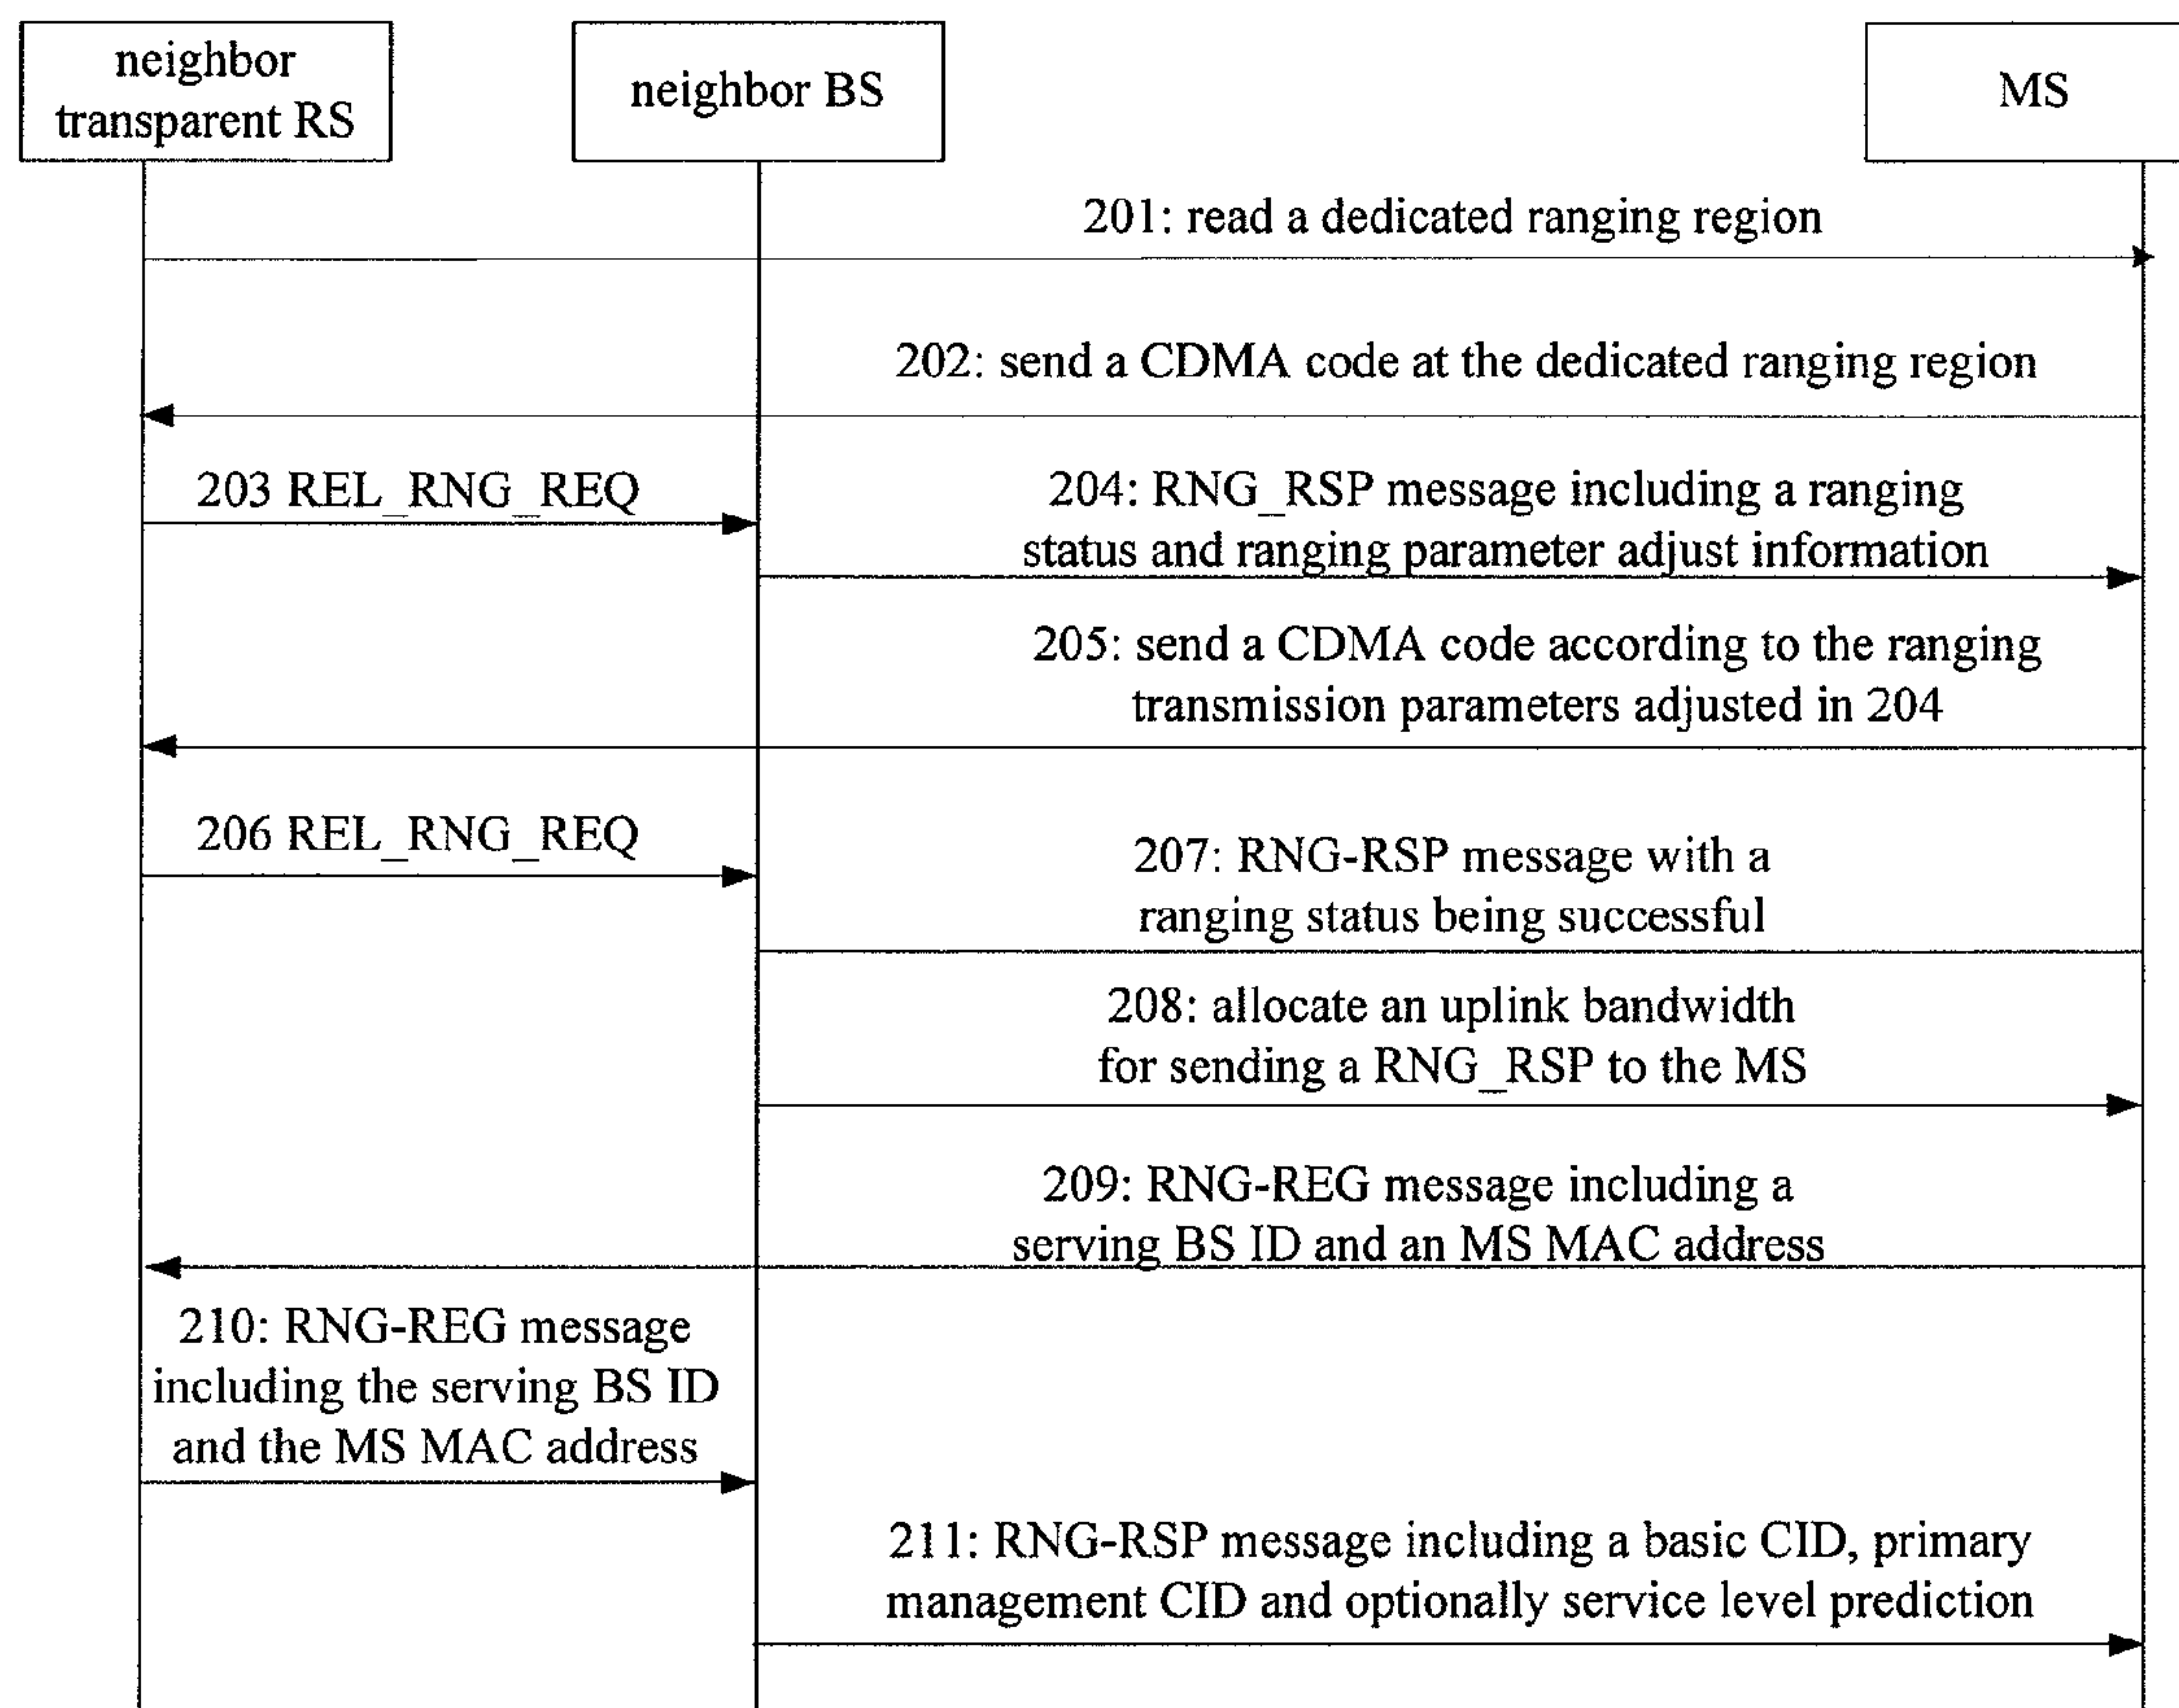 neighbor
transparent RS
neighbor BS
MS
201: read a dedicated ranging region
202: send a CDMA code at the dedicated ranging region
203 REL_RNG_REQ
204: RNG_RSP message including a ranging
status and ranging parameter adjust information
205: send a CDMA code according to the ranging
transmission parameters adjusted in 204
206 REL_RNG_REQ
207: RNG-RSP message with a
ranging status being successful
208: allocate an uplink bandwidth
for sending a RNG_RSP to the MS
209: RNG-REG message including a
serving BS ID and an MS MAC address
210: RNG-REG message
including the serving BS ID
and the MS MAC address
211: RNG-RSP message including a basic CID, primary
management CID and optionally service level prediction